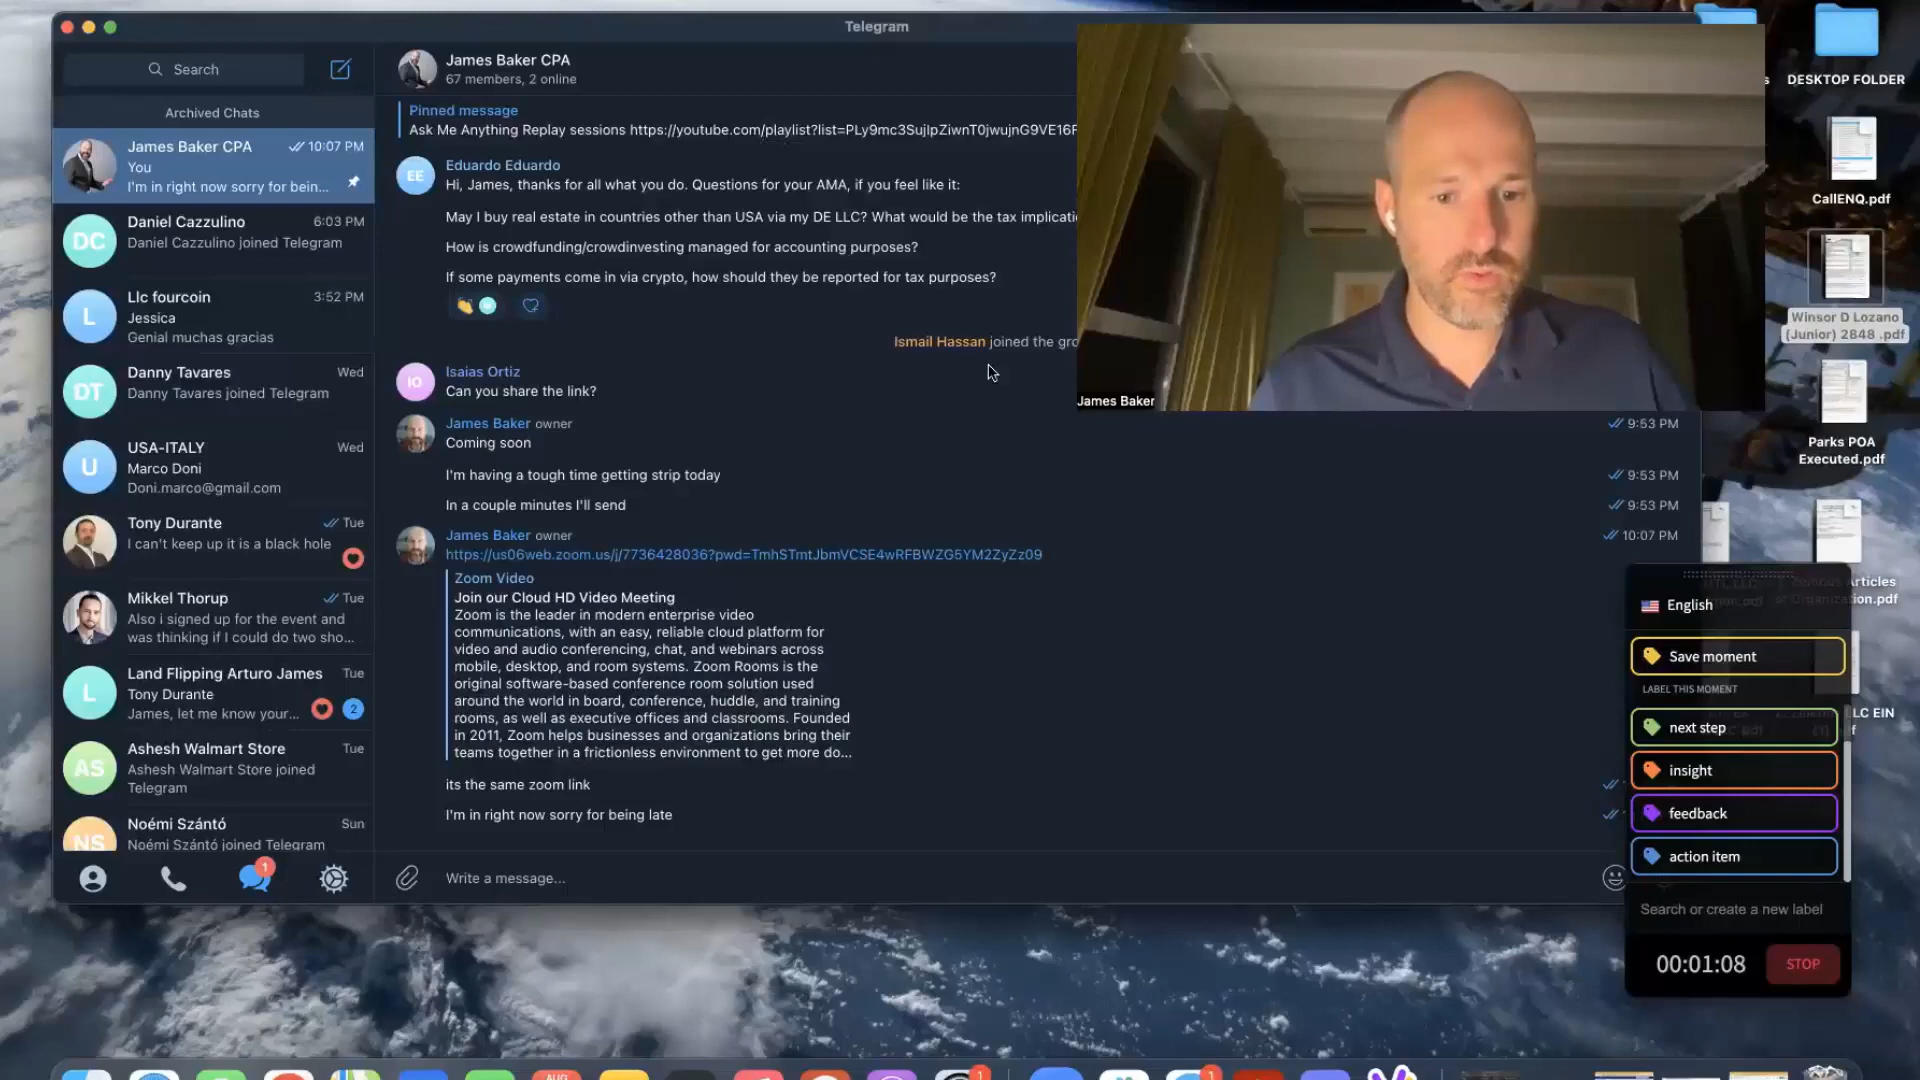 Telegram
Search
Archived Chats
James Baker CPA
10:07 PM
You
I'm in right now sorry for bein...
Daniel Cazzulino
6:03 PM
Daniel Cazzulino joined Telegram
DC
Llc fourcoin
3:52 PM
Jessica
Genial muchas gracias
L
Danny Tavares
Wed
Danny Tavares joined Telegram
DT
USA-ITALY
Wed
Marco Doni
Doni.marco@gmail.com
U
Tony Durante
Tue
I can't keep up it is a black hole
Mikkel Thorup
Tue
Also i signed up for the event and
was thinking if I could do two sho...
Land Flipping Arturo James
Tue
Tony Durante
James, let me know your...
2
L
Ashesh Walmart Store
Tue
Ashesh Walmart Store joined
Telegram
AS
Noémi Szántó
Sun
Noémi Szántó joined Telegram
NS
1
James Baker CPA
67 members, 2 online
Pinned message
Ask Me Anything Replay sessions https://youtube.com/playlist?list=PLy9mc3SujlpZiwnT0jwujnG9VE16F
Eduardo Eduardo
EE
Hi, James, thanks for all what you do. Questions for your AMA, if you feel like it:
May I buy real estate in countries other than USA via my DE LLC? What would be the tax implicati
How is crowdfunding/crowdinvesting managed for accounting purposes?
If some payments come in via crypto, how should they be reported for tax purposes?
Ismail Hassan joined the gro
Isaias Ortiz
IO
Can you share the link?
James Baker owner
9:53 PM
Coming soon
I'm having a tough time getting strip today
9:53 PM
In a couple minutes I'll send
9:53 PM
James Baker owner
10:07 PM
https://us06web.zoom.us/j/7736428036?pwd=TmhSTmtJbmVCSE4wRFBWZG5YM2ZyZz09
Zoom Video
Join our Cloud HD Video Meeting
Zoom is the leader in modern enterprise video
communications, with an easy, reliable cloud platform for
video and audio conferencing, chat, and webinars across
mobile, desktop, and room systems. Zoom Rooms is the
original software-based conference room solution used
around the world in board, conference, huddle, and training
rooms, as well as executive offices and classrooms. Founded
in 2011, Zoom helps businesses and organizations bring their
teams together in a frictionless environment to get more do...
its the same zoom link
I'm in right now sorry for being late
Write a message...
James Baker
DESKTOP FOLDER
CallENQ.pdf
Winsor D Lozano
(Junior) 2848 .pdf
Parks POA
Executed.pdf
Articles
LLC EIN
English
Save moment
LABEL THIS MOMENT
next step
insight
feedback
action item
Search or create a new label
00:01:08
STOP
AUG
1
1